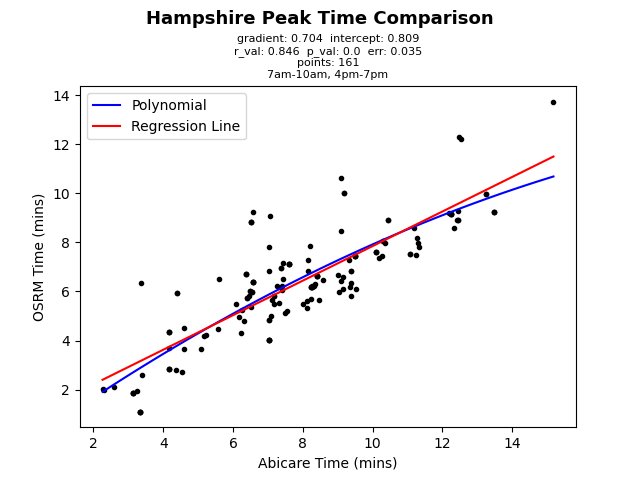 Hampshire Peak Time Comparison
gradient: 0.704 intercept: 0.809
r_val: 0.846 p_val: 0.0 err: 0.035
points: 161
7am-10am, 4pm-7pm
Polynomial
Regression Line
14
12
10
8
6
4
2
OSRM Time (mins)
2 4 6 8 10 12 14
Abicare Time (mins)